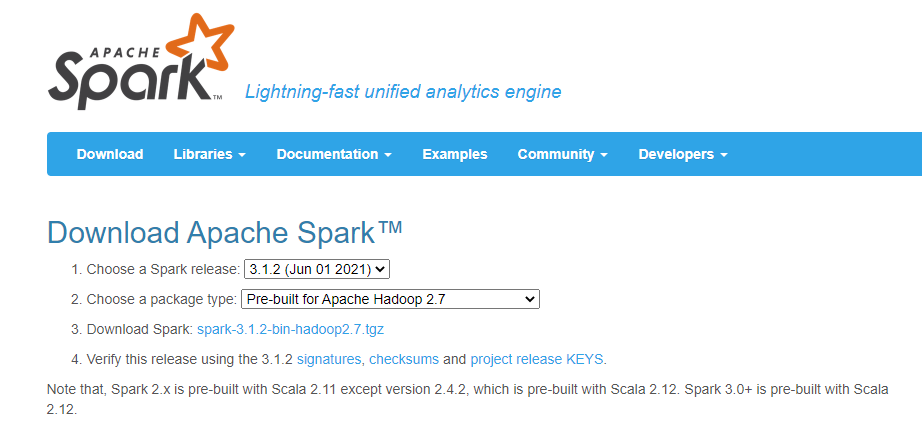 APACHE
Spark™
Lightning-fast unified analytics engine
Download Libraries Documentation Examples Community Developers
Download Apache Spark™
1. Choose a Spark release: 3.1.2 (Jun 01 2021)
2. Choose a package type: Pre-built for Apache Hadoop 2.7
3. Download Spark: spark-3.1.2-bin-hadoop2.7.tgz
4. Verify this release using the 3.1.2 signatures, checksums and project release KEYS.
Note that, Spark 2.x is pre-built with Scala 2.11 except version 2.4.2, which is pre-built with Scala 2.12. Spark 3.0+ is pre-built with Scala
2.12.